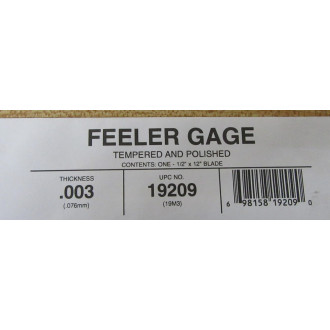 FEELER GAGE
TEMPERED AND POLISHED
CONTENTS: ONE - 1/2" x 12" BLADE
THICKNESS
.003
(.076mm)
UPC NO.
19209
(19M3)
6 98158 19209 0